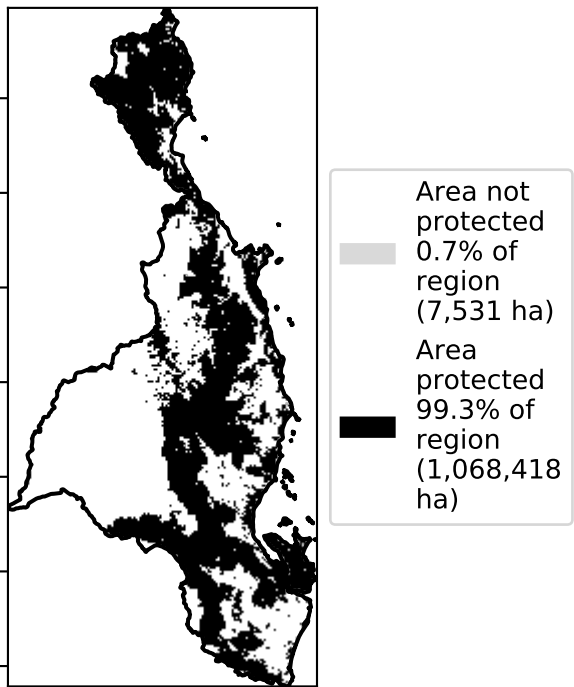 Area not
protected
0.7% of
region
(7,531 ha)
Area
protected
99.3% of
region
(1,068,418
ha)